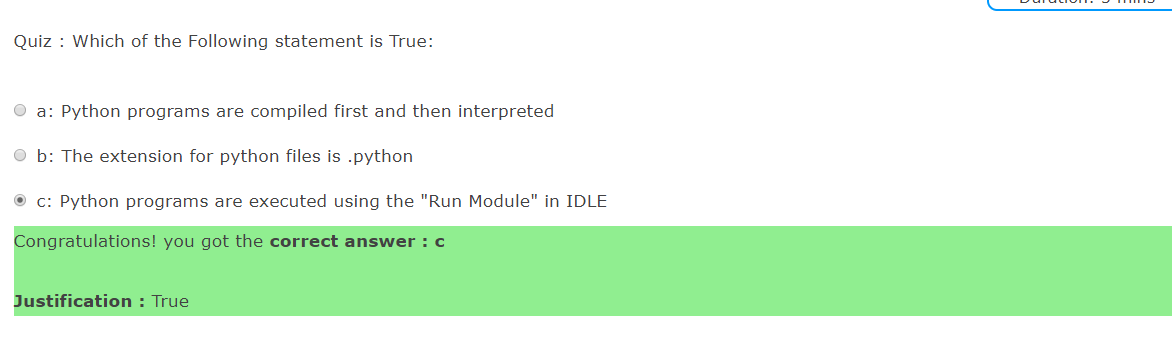 Duration: 5 mins
Quiz : Which of the Following statement is True:
a: Python programs are compiled first and then interpreted
b: The extension for python files is .python
c: Python programs are executed using the "Run Module" in IDLE
Congratulations! you got the correct answer : c
Justification : True